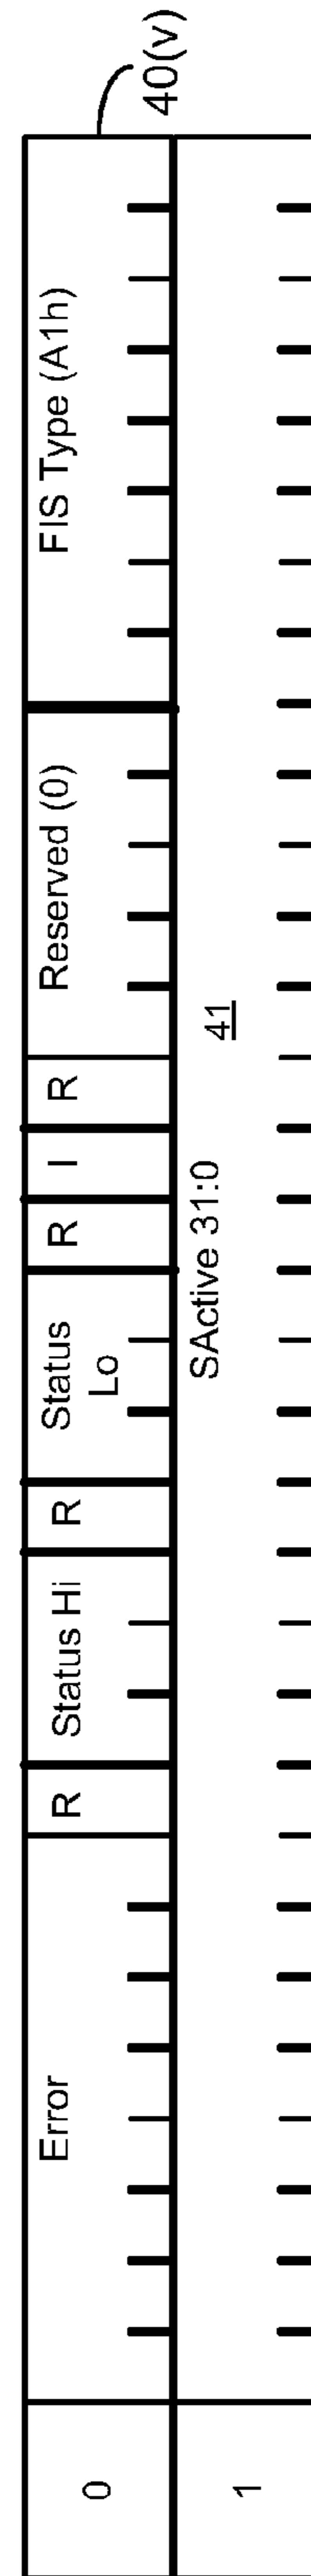 40(v)
0
Error
R
Status Hi
R
Status
Lo
R
I
R
Reserved (0)
FIS Type (A1h)
1
SActive 31:0
41